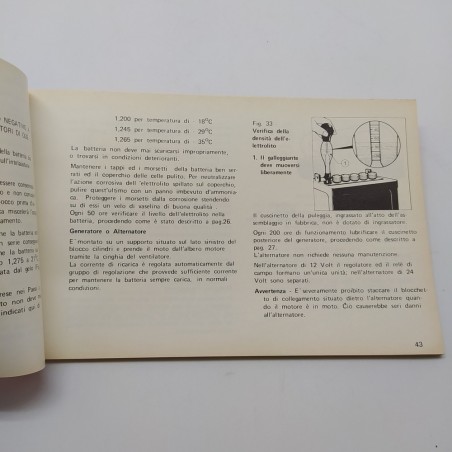 NEGATIVE
TORI DI
batteria
1,200 per temperatura di 18°C
1,245 per temperatura di 29°C
1,285 per temperatura di 35°C
La batteria non deve mai scaricarsi impropriamente,
o trovarsi in condizioni deterioranti.
Mantenere i tappi ed i morsetti della batteria ben ser
rati ed il coperchio delle celle pulito. Per neutralizzare
l'azione corrosiva dell'elettrolito sul coperchio,
pulire quest'ultimo con un panno imbevuto d'ammonia
ca. Proteggere i morsetti dalla corrosione stendendo
su di essi un velo di vaselina di buona qualità.
Ogni 50 ore verificare il livello dell'elettrolito nella
batteria, procedendo come è stato descritto a pag.26.
Generatore o Alternatore
E' montato su un supporto situato sul lato sinistro del
blocco cilindri e prende il moto dall'albero motore
tramite la cinghia del ventilatore.
La corrente di ricarica è regolata automaticamente dal
gruppo di regolazione che provvede sufficiente corrente
per mantenere la batteria sempre carica, in normali
condizioni.
Fig. 33
Verifica della
densità dell'e-
lettrolito
1. Il galleggiante
deve muoversi
liberamente
Il cuscinetto della puleggia, ingrassato all'atto dell'as
semblaggio in fabbrica, non è dotato di ingrassatore.
Ogni 200 ore di funzionamento lubrificare il cuscinetto
posteriore del generatore, procedendo come descritto a
pag. 27.
L'alternatore non richiede nessuna manutenzione.
Nell'alternatore di 12 Volt il regolatore ed il relè di
campo formano un'unica unità, nell'alternatore di 24
Volt sono separati.
Avvertenza - E' severamente proibito staccare il blocchet
to di collegamento situato dietro l'alternatore quando
il motore è in moto. Ciò causerebbe seri danni
all'alternatore.
43